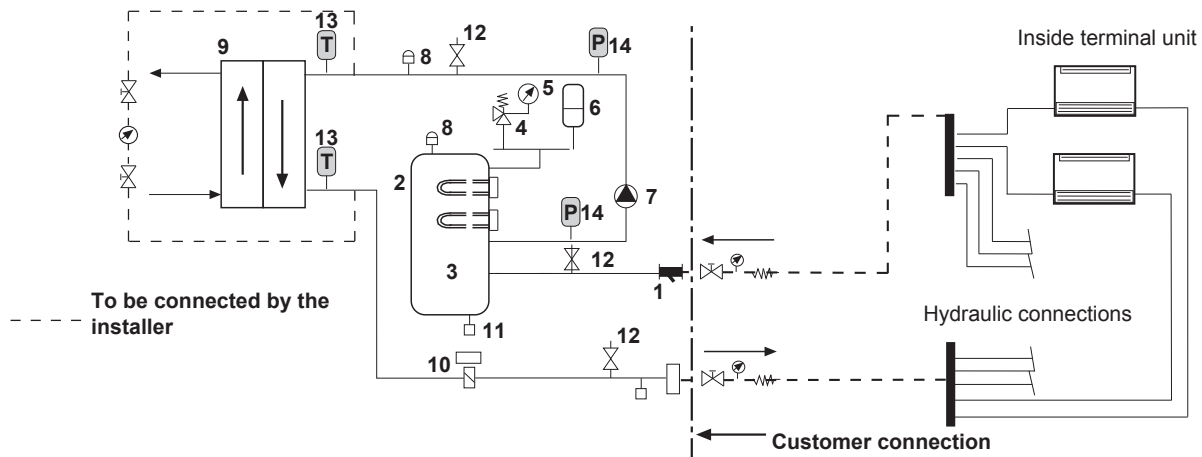 13
12
9
T
8
P 14
Inside terminal unit
5
6
4
13
8
T
2
7
P 14
12
3
1
To be connected by the
installer
11
Hydraulic connections
12
10
Customer connection